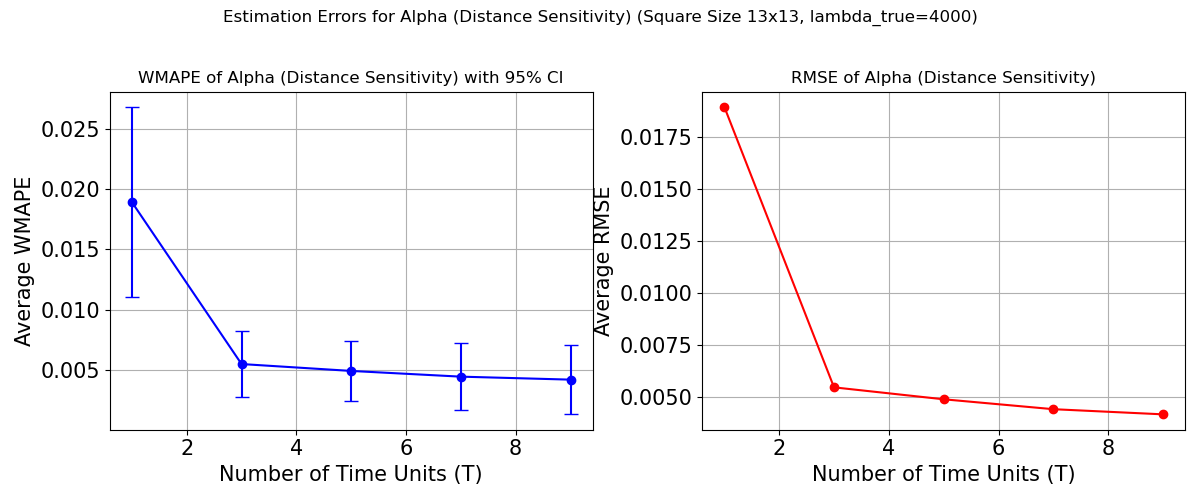 Estimation Errors for Alpha (Distance Sensitivity) (Square Size 13x13, lambda_true=4000)
WMAPE of Alpha (Distance Sensitivity) with 95% CI
Average WMAPE
0.025
0.020
0.015
0.010
0.005
2 4 6 8
Number of Time Units (T)
RMSE of Alpha (Distance Sensitivity)
Average RMSE
0.0175
0.0150
0.0125
0.0100
0.0075
0.0050
2 4 6 8
Number of Time Units (T)